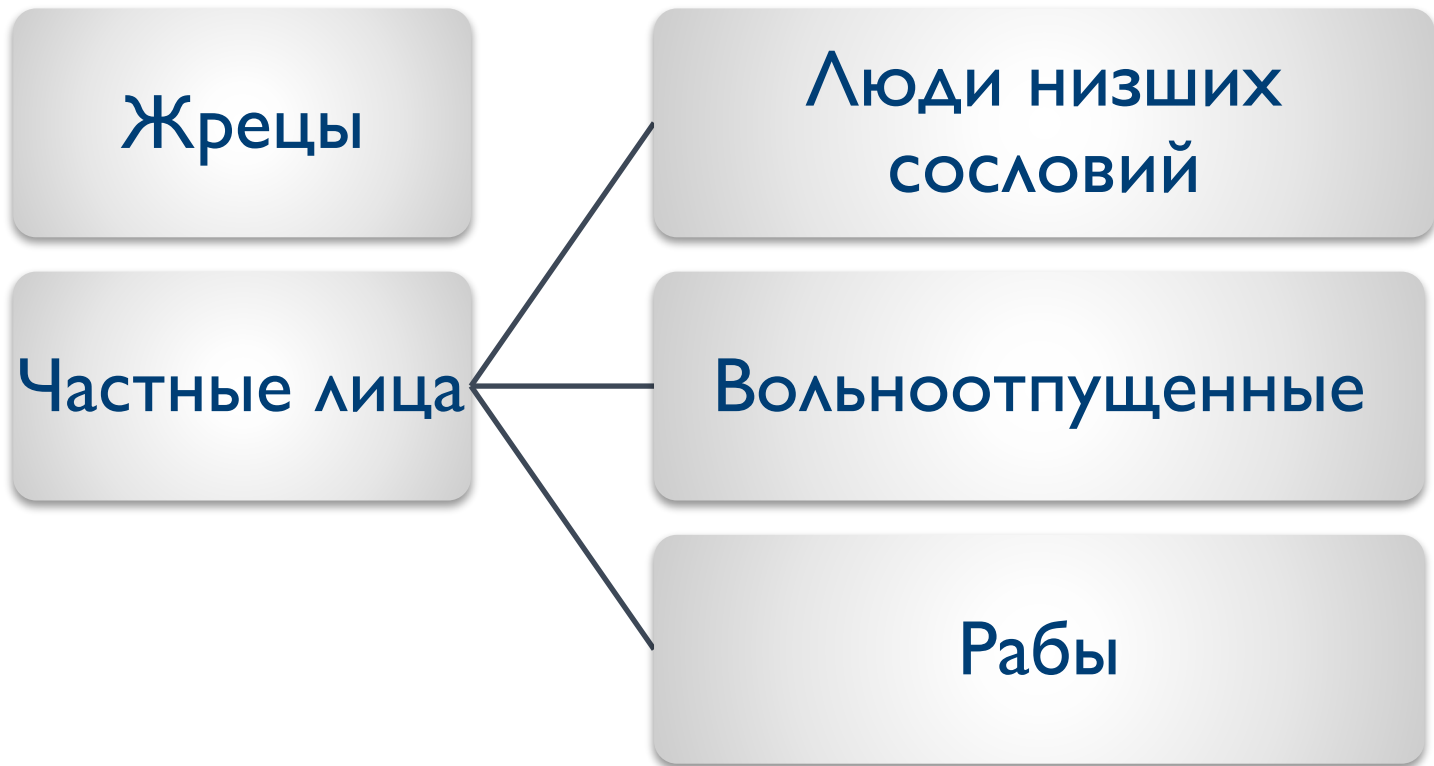 Жрецы
Частные лица
Люди низших
сословий
Вольноотпущенные
Рабы